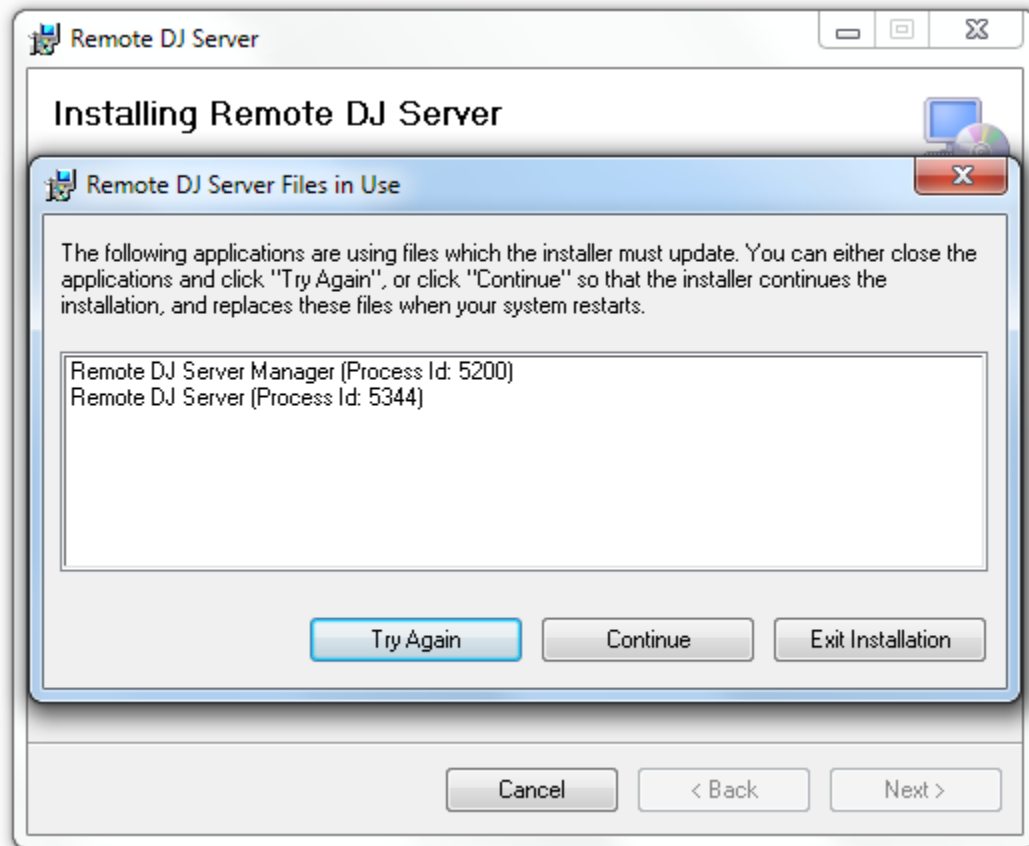 Remote DJ Server
Installing Remote DJ Server
Remote DJ Server Files in Use
The following applications are using files which the installer must update. You can either close the
applications and click "Try Again", or click "Continue" so that the installer continues the
installation, and replaces these files when your system restarts.
Remote DJ Server Manager (Process Id: 5200)
Remote DJ Server (Process Id: 5344)
Try Again Continue Exit Installation
Cancel < Back Next >